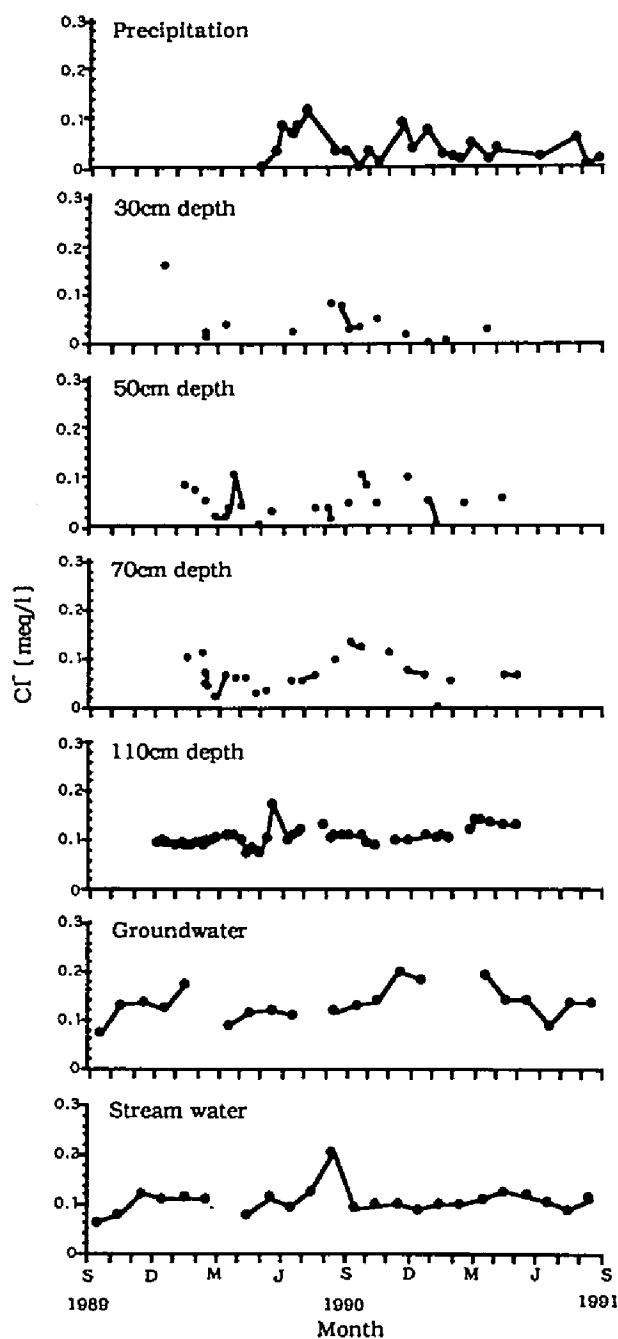 Precipitation
0.3
0.2
0.1
0
30cm depth
0.3
0.2
0.1
0
50cm depth
0.3
0.2
0.1
0
70cm depth
0.3
0.2
0.1
0
Cl⁻ [meq/l]
110cm depth
0.3
0.2
0.1
0
Groundwater
0.3
0.2
0.1
0
Stream water
0.3
0.2
0.1
0
S D M J S D M J S
1989 1990 1991
Month